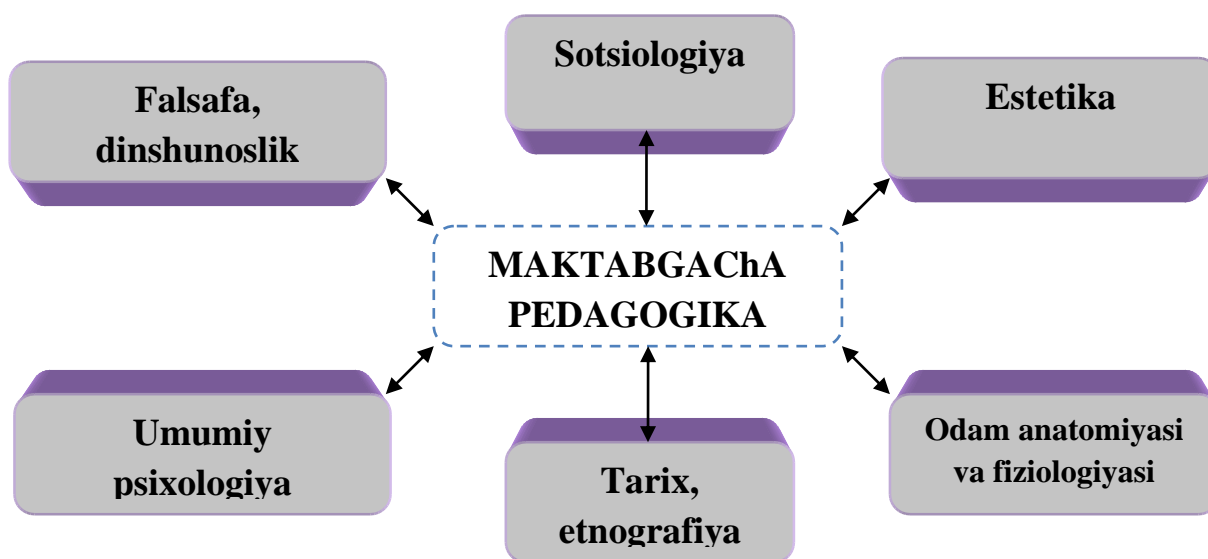 Sotsiologiya
Falsafa,
dinshunoslik
Estetika
MAKTABGAChA
PEDAGOGIKA
Umumiy
psixologiya
Tarix,
etnografiya
Odam anatomiyasi
va fiziologiyasi